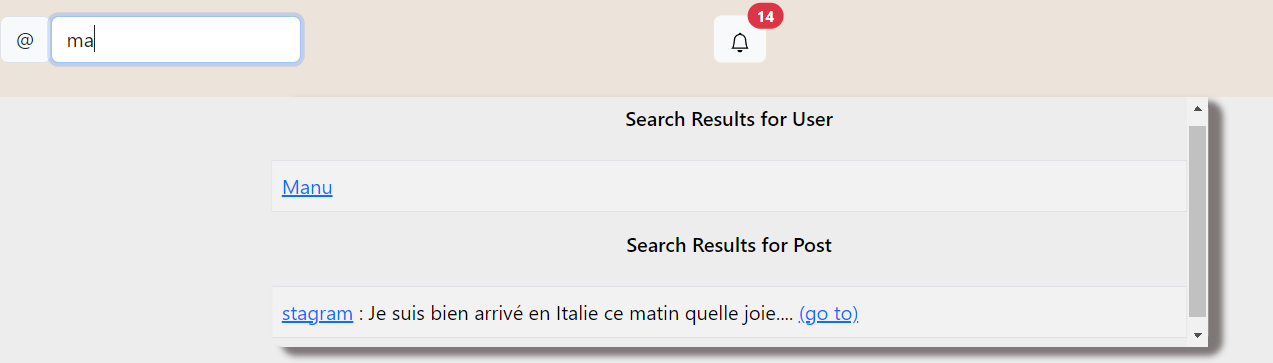 @ ma
14
Search Results for User
Manu
Search Results for Post
stagram : Je suis bien arrivé en Italie ce matin quelle joie.... (go to)